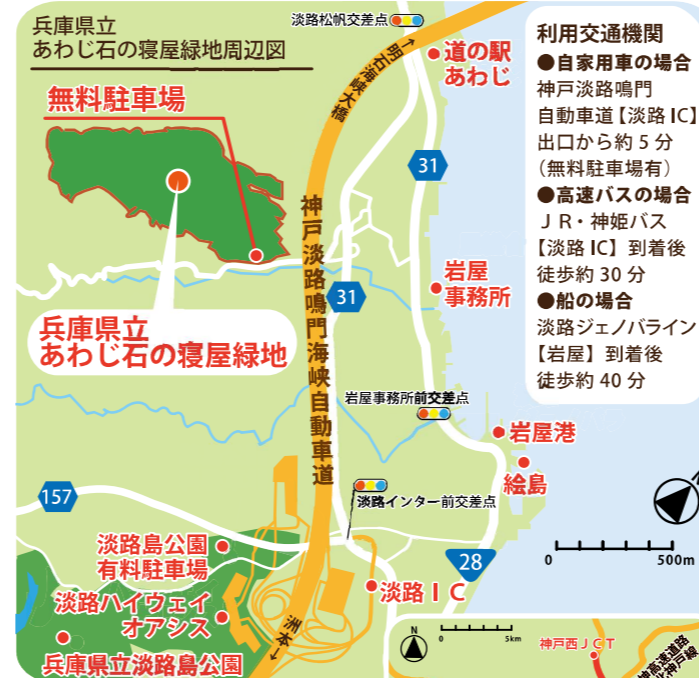 兵庫県立
あわじ石の寝屋緑地周辺図
淡路松帆交差点
↑明石海峡大橋
道の駅
あわじ
無料駐車場
31
神戸淡路鳴門海峡自動車道
31
岩屋
事務所
兵庫県立
あわじ石の寝屋緑地
岩屋事務所前交差点
岩屋港
絵島
157
淡路インター前交差点
淡路島公園
有料駐車場
28
淡路IC
淡路ハイウェイ
オアシス
兵庫県立淡路島公園
洲本→
利用交通機関
●自家用車の場合
神戸淡路鳴門
自動車道【淡路IC】
出口から約5分
(無料駐車場有)
●高速バスの場合
JR・神姫バス
【淡路IC】到着後
徒歩約30分
●船の場合
淡路ジェノバライン
【岩屋】到着後
徒歩約40分
0 500m
N
0 5km
神戸西JCT